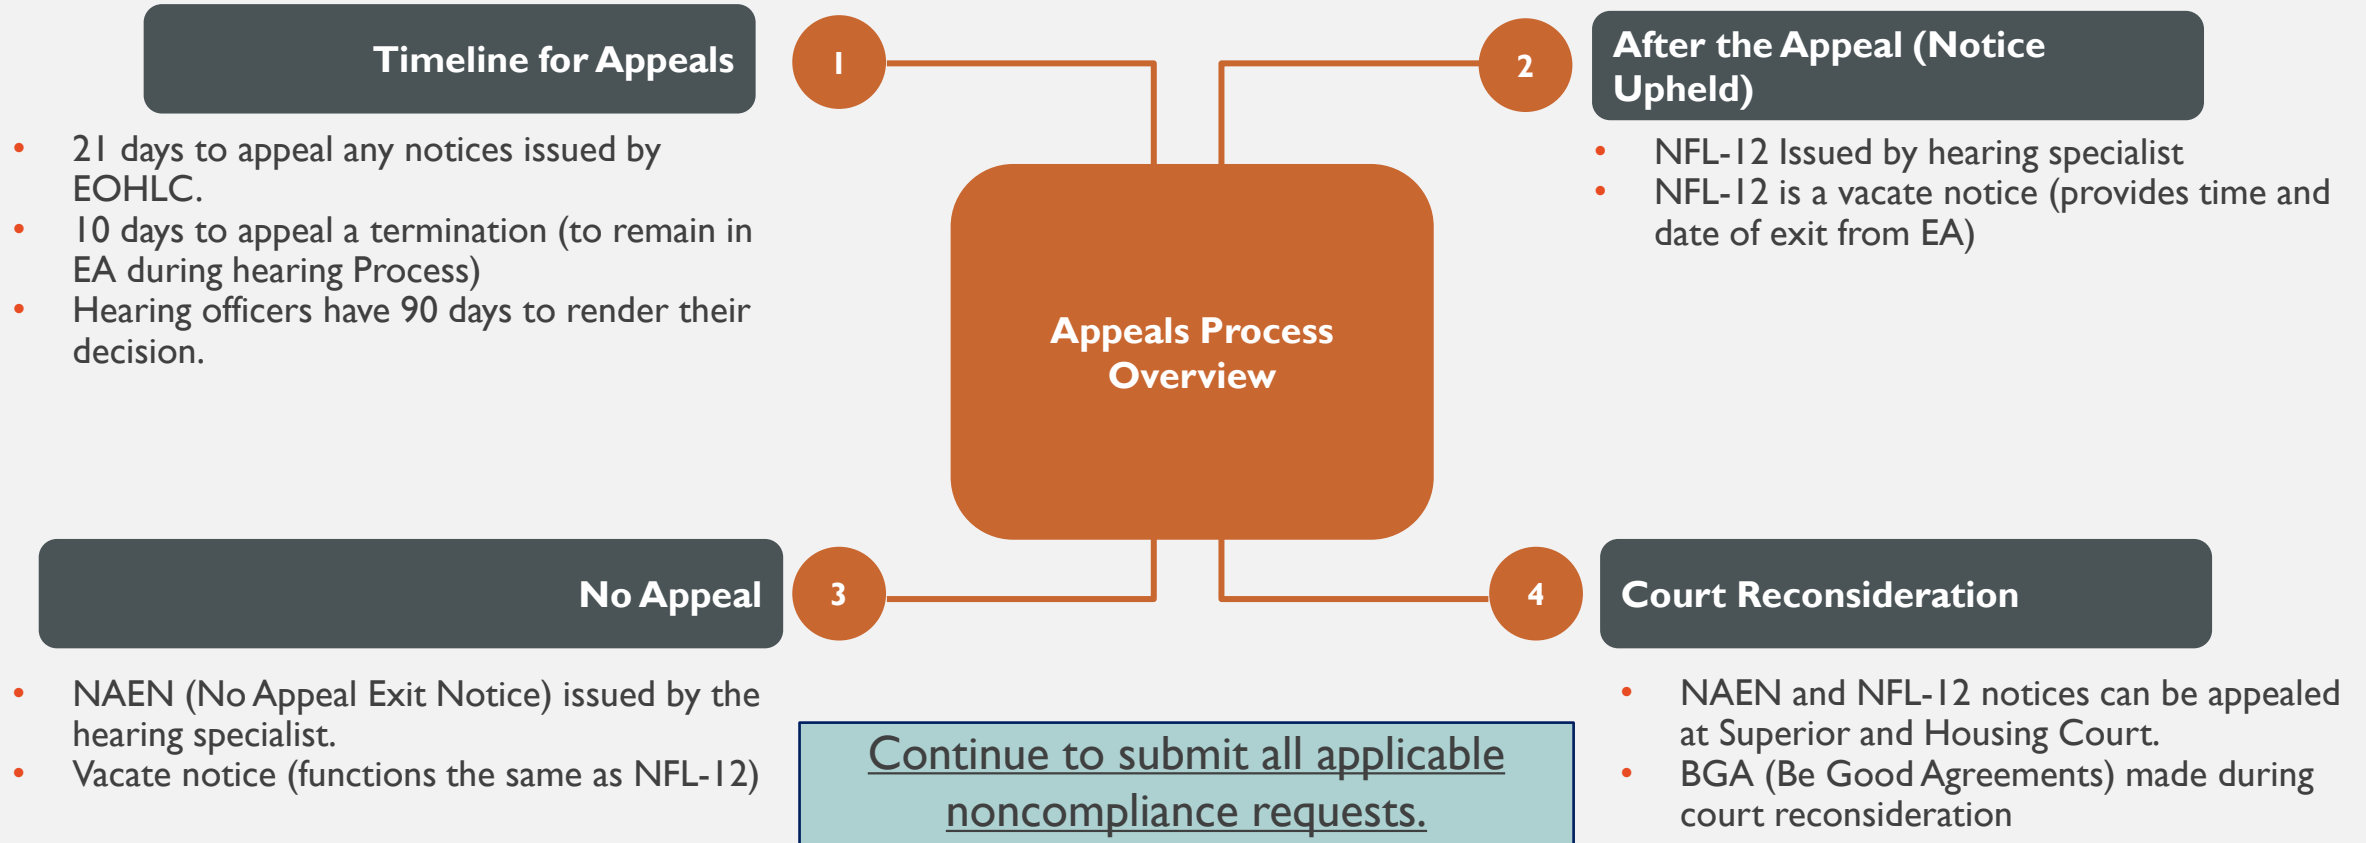 Timeline for Appeals
1
• 21 days to appeal any notices issued by
EOHLC.
• 10 days to appeal a termination (to remain in
EA during hearing Process)
• Hearing officers have 90 days to render their
decision.
2
After the Appeal (Notice
Upheld)
• NFL-12 Issued by hearing specialist
• NFL-12 is a vacate notice (provides time and
date of exit from EA)
Appeals Process
Overview
No Appeal
3
• NAEN (No Appeal Exit Notice) issued by the
hearing specialist.
• Vacate notice (functions the same as NFL-12)
4
Court Reconsideration
• NAEN and NFL-12 notices can be appealed
at Superior and Housing Court.
• BGA (Be Good Agreements) made during
court reconsideration
Continue to submit all applicable
noncompliance requests.